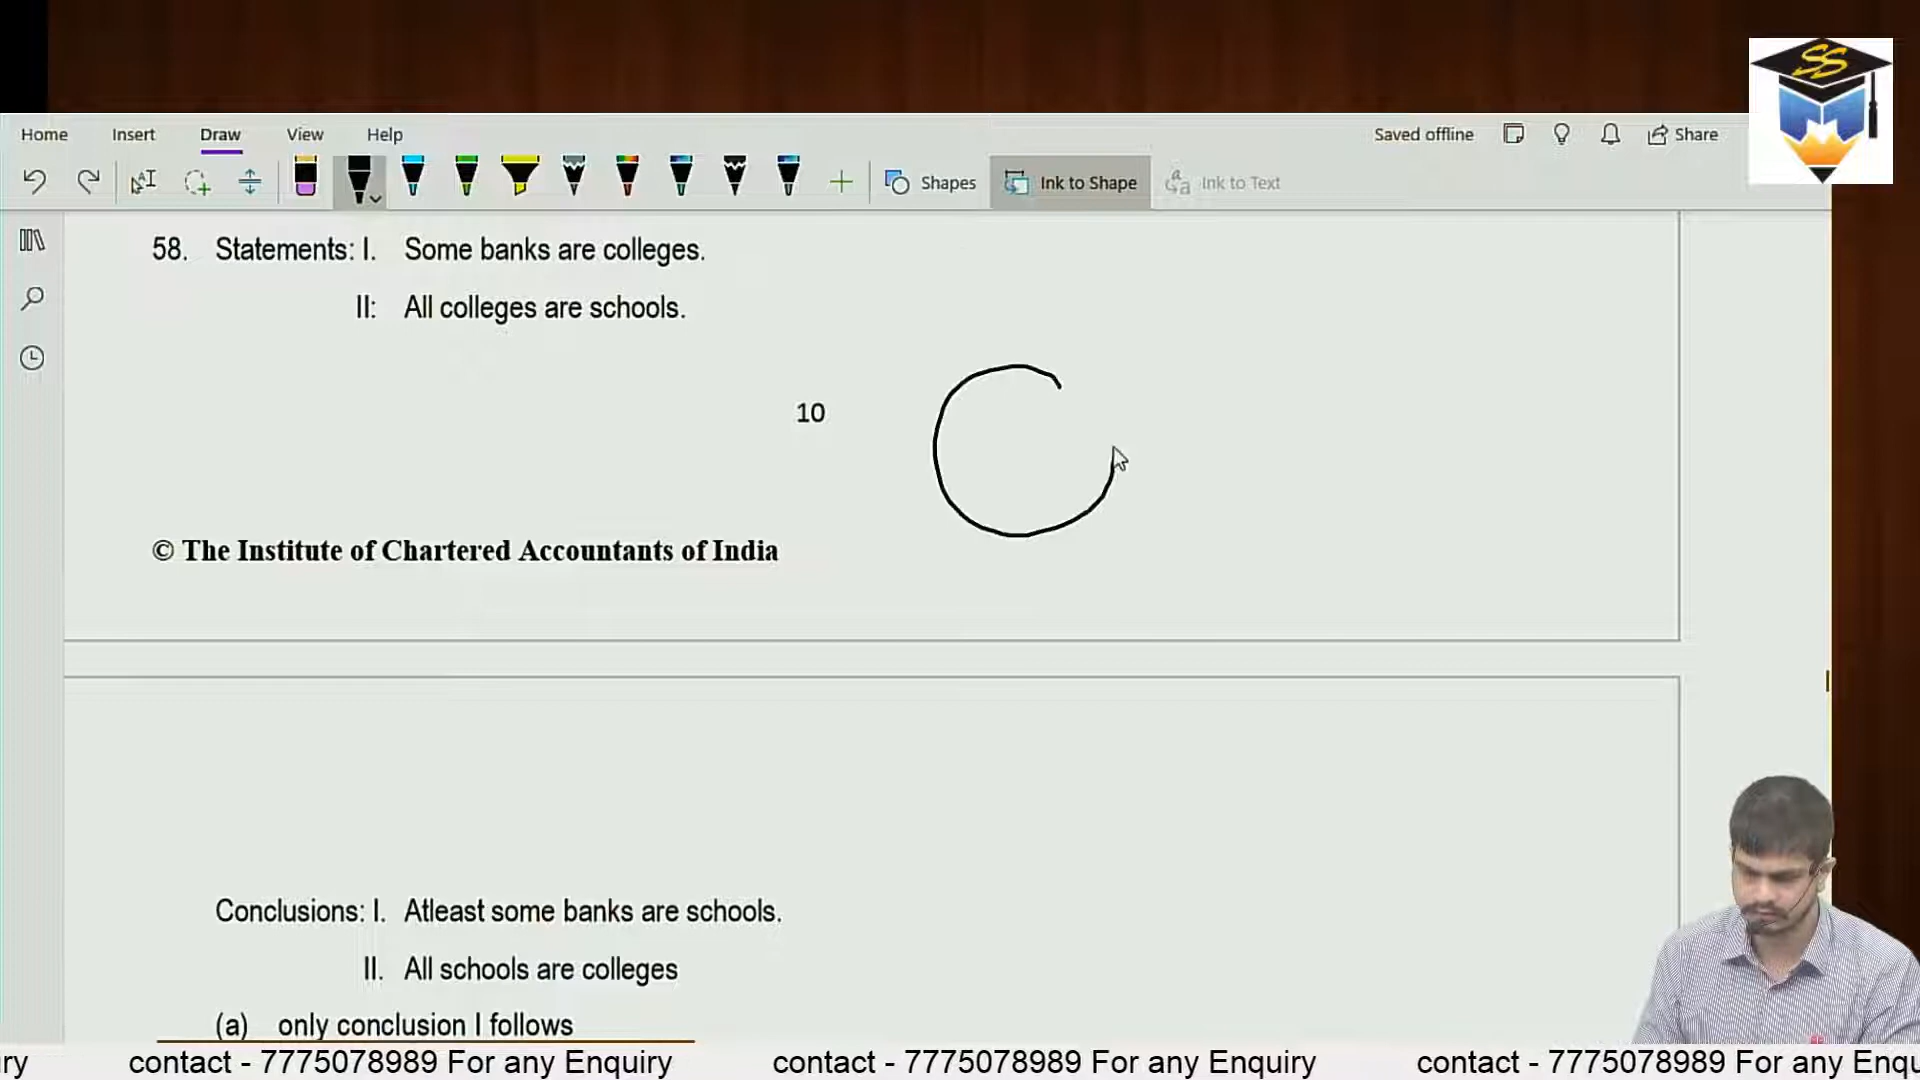 SS
Home Insert Draw View Help Saved offline Share
Shapes Ink to Shape Ink to Text
58. Statements: I. Some banks are colleges.
II: All colleges are schools.
10
© The Institute of Chartered Accountants of India
Conclusions: I. Atleast some banks are schools.
II. All schools are colleges
(a) only conclusion I follows
ry contact - 7775078989 For any Enquiry contact - 7775078989 For any Enquiry contact - 7775078989 For any Enqu